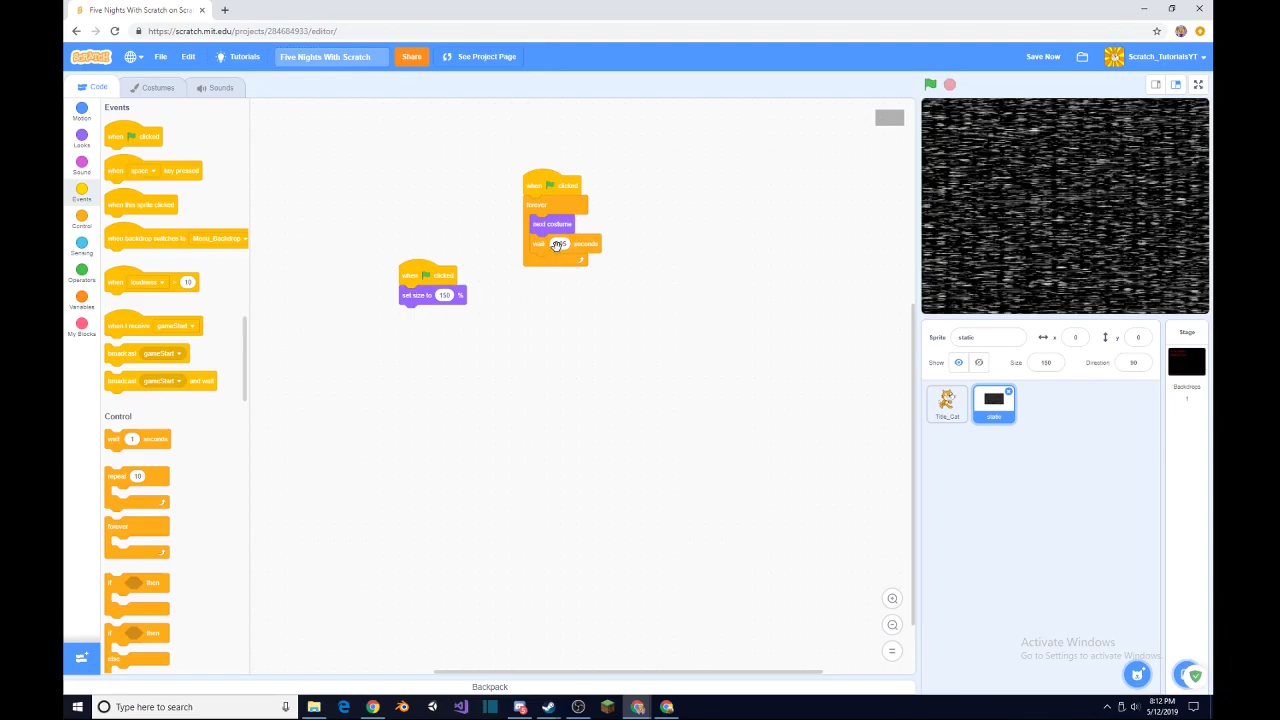 Five Nights With Scratch on Scra
https://scratch.mit.edu/projects/284684933/editor/
SCRATCH
File
Edit
Tutorials
Five Nights With Scratch
Share
See Project Page
Save Now
Scratch_TutorialsYT
Code
Costumes
Sounds
Motion
Looks
Sound
Events
Control
Sensing
Operators
Variables
My Blocks
Events
when clicked
when space key pressed
when this sprite clicked
when backdrop switches to Menu_Backdrop
when loudness > 10
when I receive gameStart
broadcast gameStart
broadcast gameStart and wait
Control
wait 1 seconds
repeat 10
forever
if then
if then
else
when clicked
forever
next costume
wait seconds
when clicked
set size to 150 %
Sprite static x 0 y 0
Show Size 150 Direction 90
Title_Cat
static
Stage
Backdrops
1
Backpack
Activate Windows
Go to Settings to activate Windows.
Type here to search
8:12 PM
5/12/2019